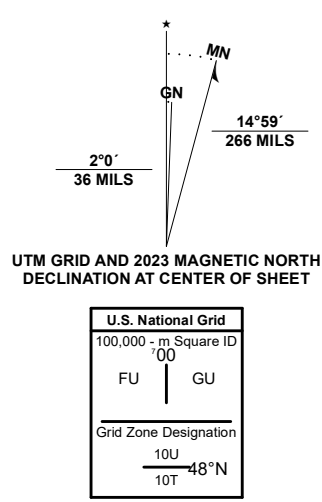 ★
MN
GN
14°59´
266 MILS
2°0´
36 MILS
UTM GRID AND 2023 MAGNETIC NORTH
DECLINATION AT CENTER OF SHEET
U.S. National Grid
100,000 - m Square ID
⁷00
FU GU
Grid Zone Designation
10U
48°N
10T